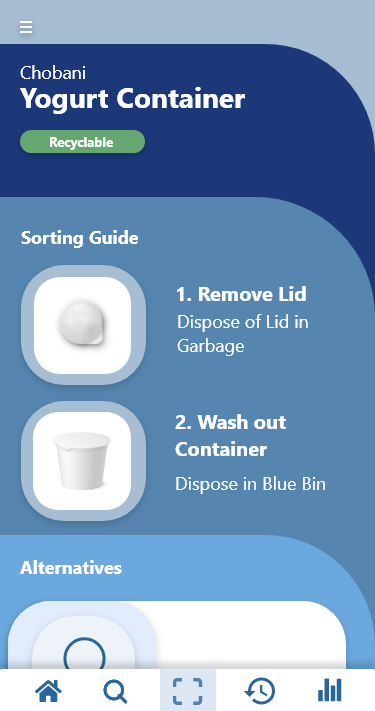 Chobani
Yogurt Container
Recyclable
Sorting Guide
1. Remove Lid
Dispose of Lid in
Garbage
2. Wash out
Container
Dispose in Blue Bin
Alternatives